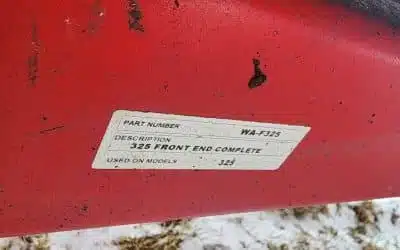 PART NUMBER WA-F325
DESCRIPTION
325 FRONT END COMPLETE
USED ON MODELS 325